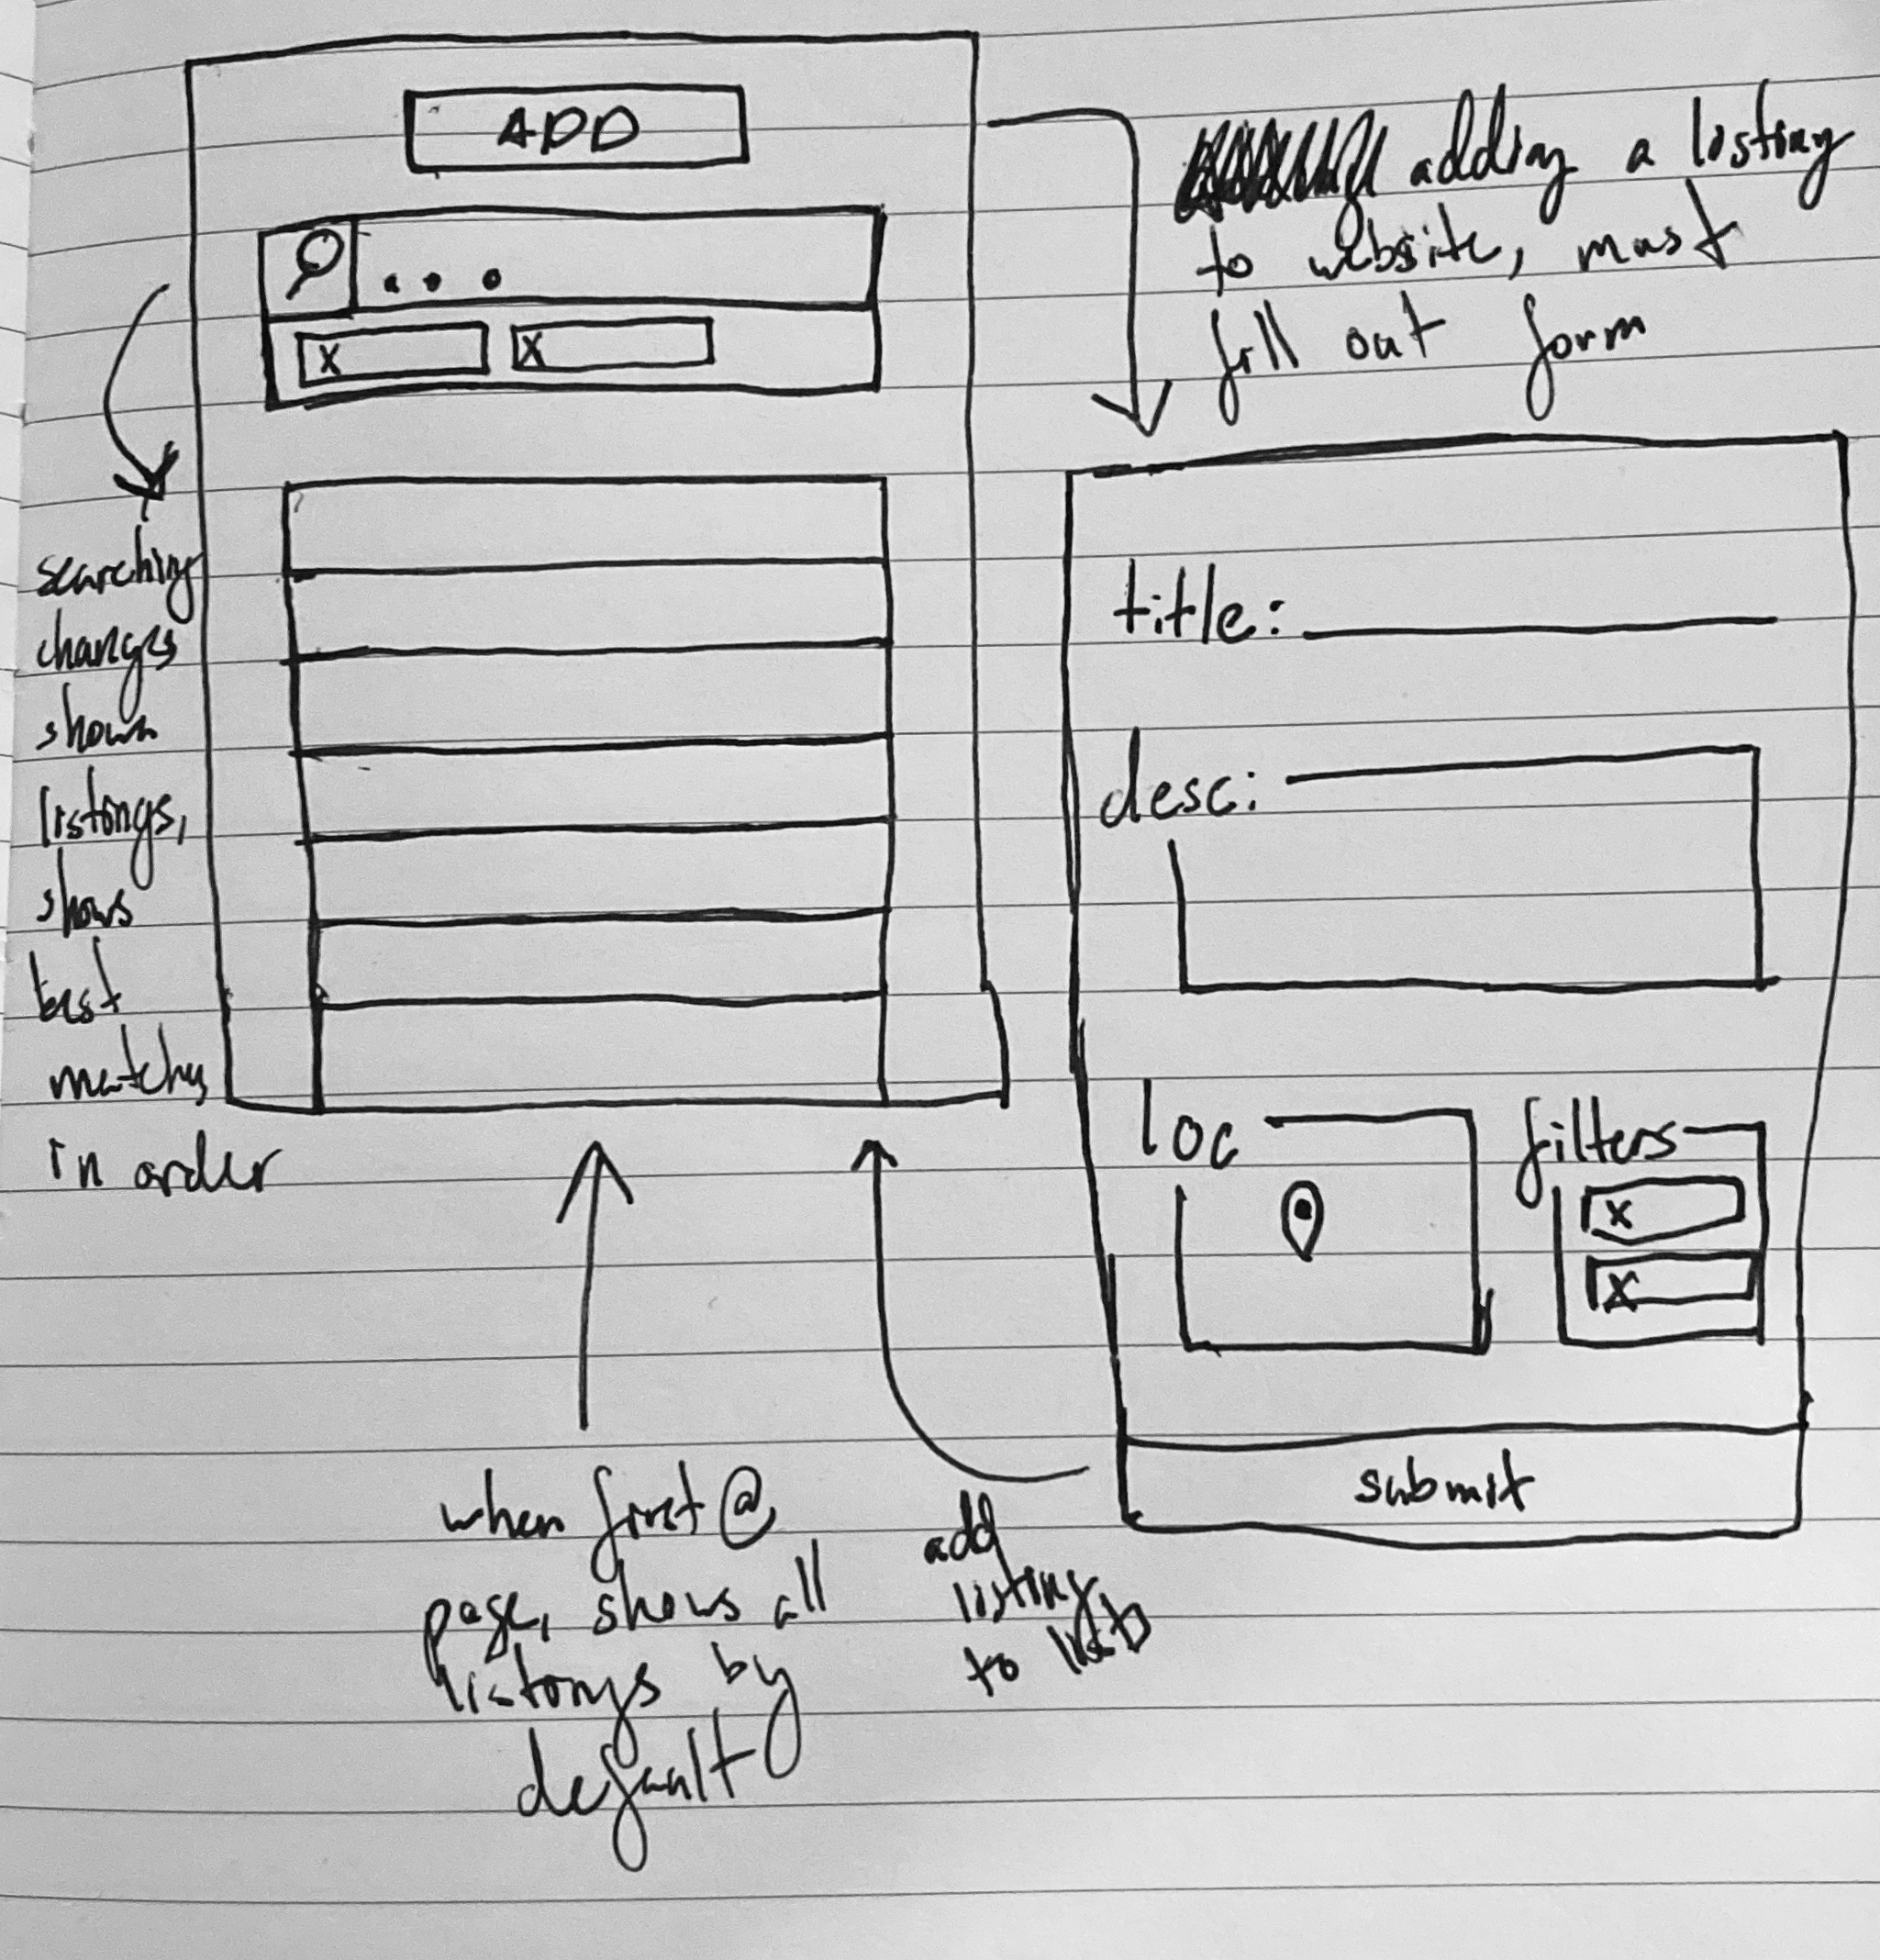 ADD
. . .
X X
adding a listing
to website, must
fill out form
searching
changes
shown
listings,
shows
best
matches
in order
title:
desc:
loc
filters
x
x
submit
when first @
page, shows all
listings by
default
add
listing
to list